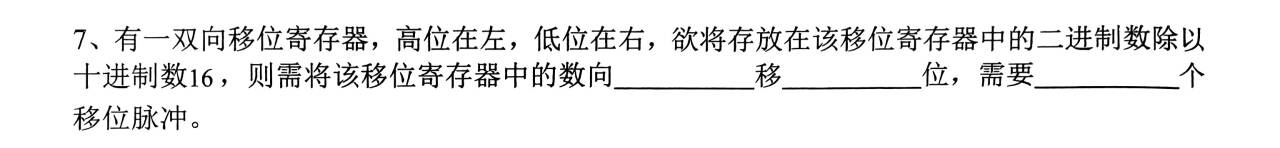 7、有一双向移位寄存器，高位在左，低位在右，欲将存放在该移位寄存器中的二进制数除以
十进制数16，则需将该移位寄存器中的数向__________移__________位，需要__________个
移位脉冲。